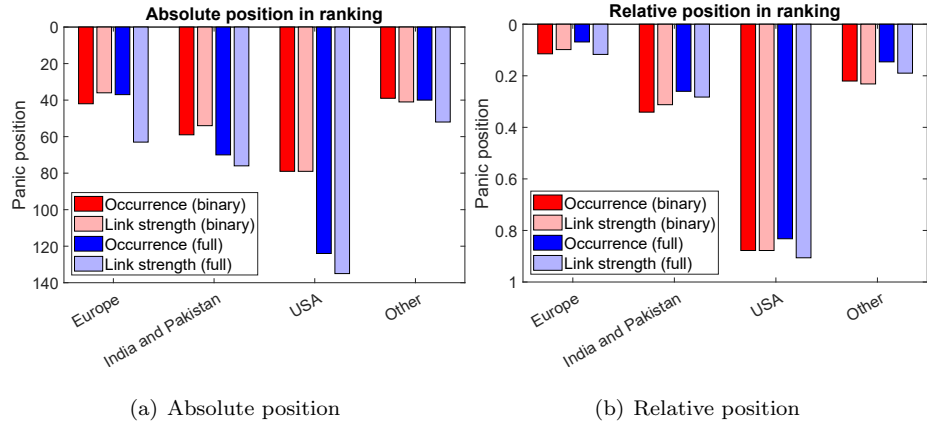 Absolute position in ranking
0
20
40
60
80
100
120
140
Panic position
Occurrence (binary)
Link strength (binary)
Occurrence (full)
Link strength (full)
Europe
India and Pakistan
USA
Other
(a) Absolute position
Relative position in ranking
0
0.2
0.4
0.6
0.8
1
Panic position
Occurrence (binary)
Link strength (binary)
Occurrence (full)
Link strength (full)
Europe
India and Pakistan
USA
Other
(b) Relative position